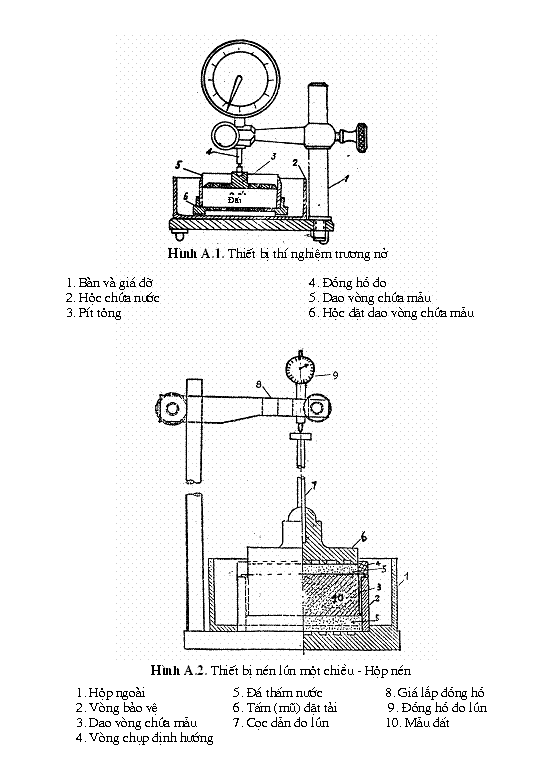 4
5
3
2
6
1
Đất
Hình A.1. Thiết bị thí nghiệm trương nở
1. Bàn và giá đỡ 4. Đồng hồ đo
2. Hộc chứa nước 5. Dao vòng chứa mẫu
3. Pít tông 6. Hộc đặt dao vòng chứa mẫu
9
8
7
6
4
5
1
3
10
2
5
Hình A.2. Thiết bị nén lún một chiều - Hộp nén
1. Hộp ngoài 5. Đá thấm nước 8. Giá lắp đồng hồ
2. Vòng bảo vệ 6. Tấm (mũ) đặt tải 9. Đồng hồ đo lún
3. Dao vòng chứa mẫu 7. Cọc dẫn đo lún 10. Mẫu đất
4. Vòng chụp định hướng